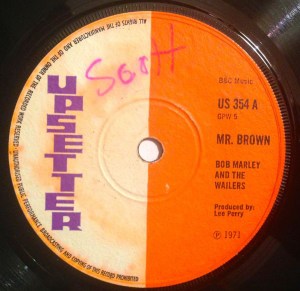 ALL RIGHTS OF THE MANUFACTURER AND OF THE OWNER OF THE RECORDED WORK RESERVED · UNAUTHORISED PUBLIC PERFORMANCE, BROADCASTING AND COPYING OF THIS RECORD PROHIBITED
UPSETTER
Scott
BBC Music
US 354 A
GPW 5
MR. BROWN
BOB MARLEY
AND THE
WAILERS
Produced by:
Lee Perry
℗ 1971